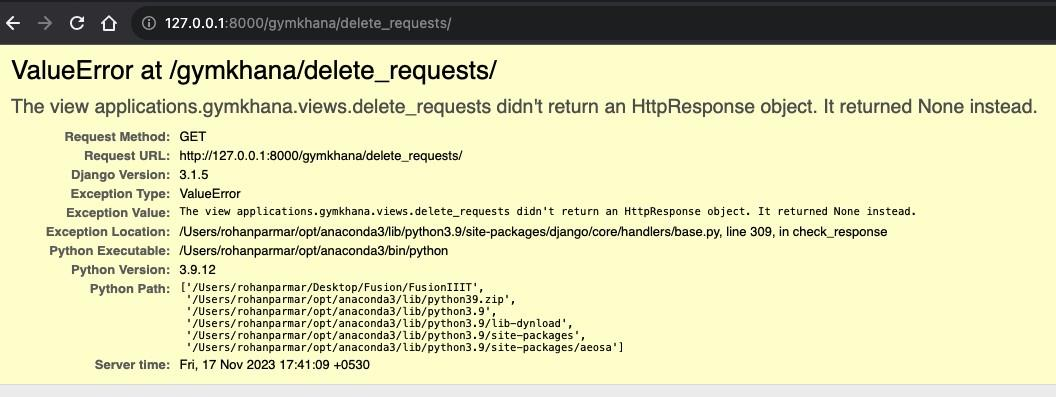 127.0.0.1:8000/gymkhana/delete_requests/
ValueError at /gymkhana/delete_requests/
The view applications.gymkhana.views.delete_requests didn't return an HttpResponse object. It returned None instead.
Request Method: GET
Request URL: http://127.0.0.1:8000/gymkhana/delete_requests/
Django Version: 3.1.5
Exception Type: ValueError
Exception Value: The view applications.gymkhana.views.delete_requests didn't return an HttpResponse object. It returned None instead.
Exception Location: /Users/rohanparmar/opt/anaconda3/lib/python3.9/site-packages/django/core/handlers/base.py, line 309, in check_response
Python Executable: /Users/rohanparmar/opt/anaconda3/bin/python
Python Version: 3.9.12
Python Path: ['/Users/rohanparmar/Desktop/Fusion/FusionIIIT',
'/Users/rohanparmar/opt/anaconda3/lib/python39.zip',
'/Users/rohanparmar/opt/anaconda3/lib/python3.9',
'/Users/rohanparmar/opt/anaconda3/lib/python3.9/lib-dynload',
'/Users/rohanparmar/opt/anaconda3/lib/python3.9/site-packages',
'/Users/rohanparmar/opt/anaconda3/lib/python3.9/site-packages/aeosa']
Server time: Fri, 17 Nov 2023 17:41:09 +0530